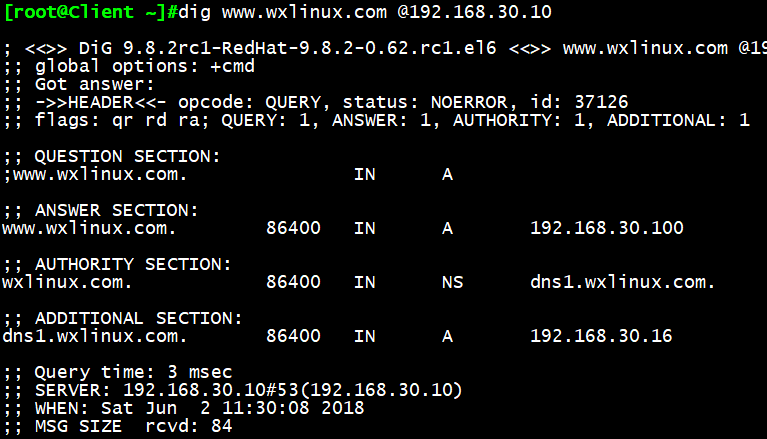 [root@Client ~]#dig www.wxlinux.com @192.168.30.10
; <<>> DiG 9.8.2rc1-RedHat-9.8.2-0.62.rc1.el6 <<>> www.wxlinux.com @19
;; global options: +cmd
;; Got answer:
;; ->>HEADER<<- opcode: QUERY, status: NOERROR, id: 37126
;; flags: qr rd ra; QUERY: 1, ANSWER: 1, AUTHORITY: 1, ADDITIONAL: 1
;; QUESTION SECTION:
;www.wxlinux.com. IN A
;; ANSWER SECTION:
www.wxlinux.com. 86400 IN A 192.168.30.100
;; AUTHORITY SECTION:
wxlinux.com. 86400 IN NS dns1.wxlinux.com.
;; ADDITIONAL SECTION:
dns1.wxlinux.com. 86400 IN A 192.168.30.16
;; Query time: 3 msec
;; SERVER: 192.168.30.10#53(192.168.30.10)
;; WHEN: Sat Jun  2 11:30:08 2018
;; MSG SIZE  rcvd: 84